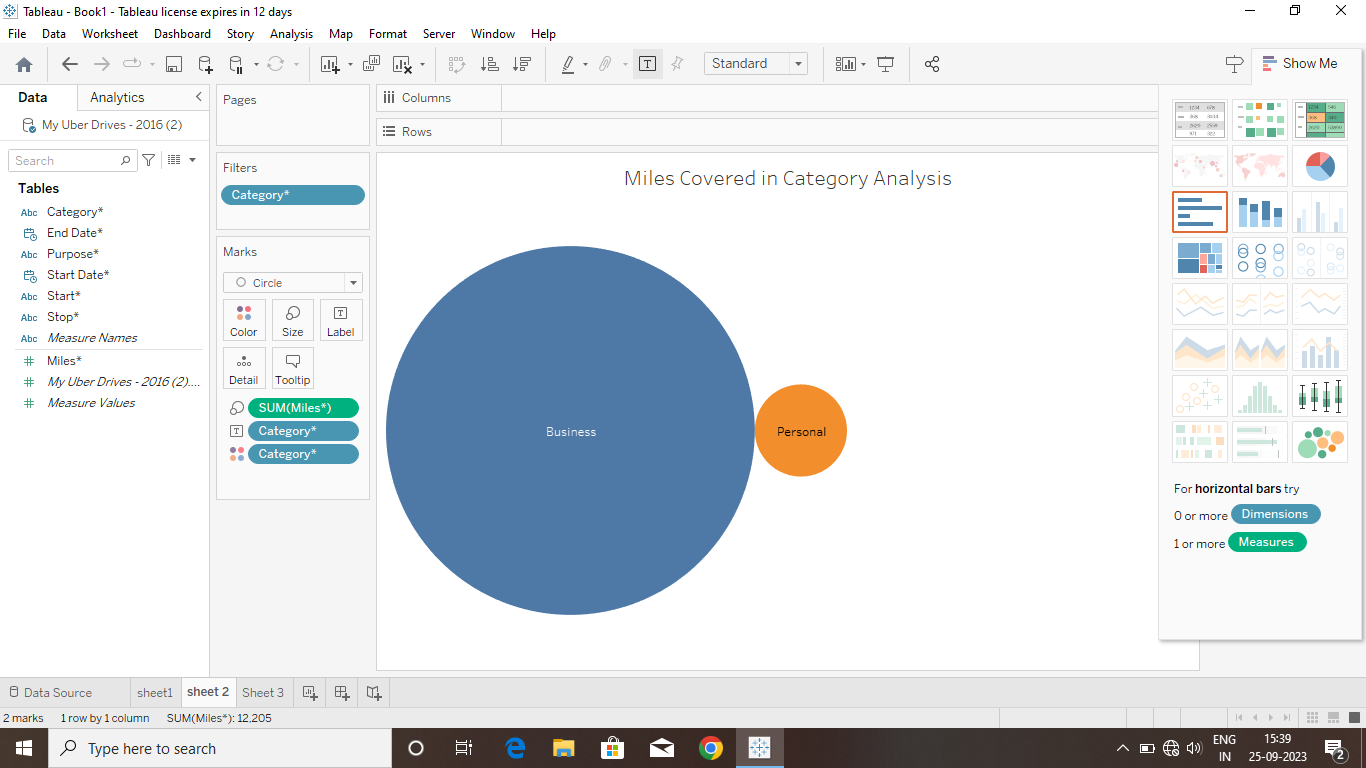 Tableau - Book1 - Tableau license expires in 12 days
File Data Worksheet Dashboard Story Analysis Map Format Server Window Help
Standard
Show Me
Data Analytics
My Uber Drives - 2016 (2)
Search
Tables
Abc Category*
End Date*
Abc Purpose*
Start Date*
Abc Start*
Abc Stop*
Abc Measure Names
# Miles*
# My Uber Drives - 2016 (2)....
# Measure Values
Pages
Filters
Category*
Marks
Circle
Color Size Label
Detail Tooltip
SUM(Miles*)
Category*
Category*
Columns
Rows
Miles Covered in Category Analysis
Business
Personal
For horizontal bars try
0 or more Dimensions
1 or more Measures
Data Source sheet1 sheet 2 Sheet 3
2 marks 1 row by 1 column SUM(Miles*): 12,205
Type here to search
ENG
IN
15:39
25-09-2023
2